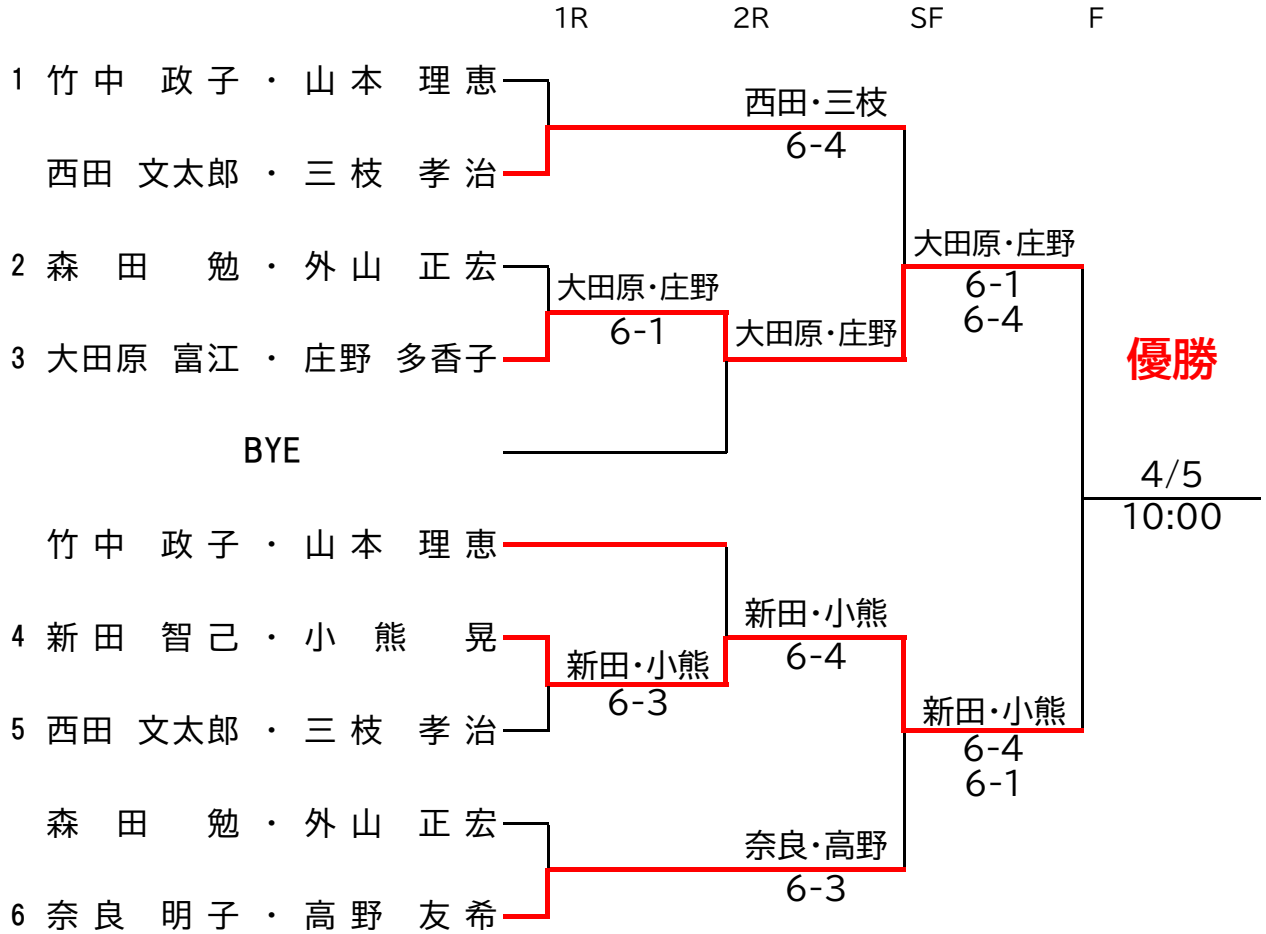 1R 2R SF F
1 竹中 政子 ・ 山本 理恵
西田・三枝
6-4
西田 文太郎 ・ 三枝 孝治
大田原・庄野
2 森田 勉 ・ 外山 正宏
6-1
大田原・庄野
6-4
6-1
大田原・庄野
3 大田原 富江 ・ 庄野 多香子
優勝
BYE
4/5
10:00
竹中 政子 ・ 山本 理恵
新田・小熊
4 新田 智己 ・ 小熊 晃
6-4
新田・小熊
6-3
新田・小熊
5 西田 文太郎 ・ 三枝 孝治
6-4
6-1
森田 勉 ・ 外山 正宏
奈良・高野
6-3
6 奈良 明子 ・ 高野 友希